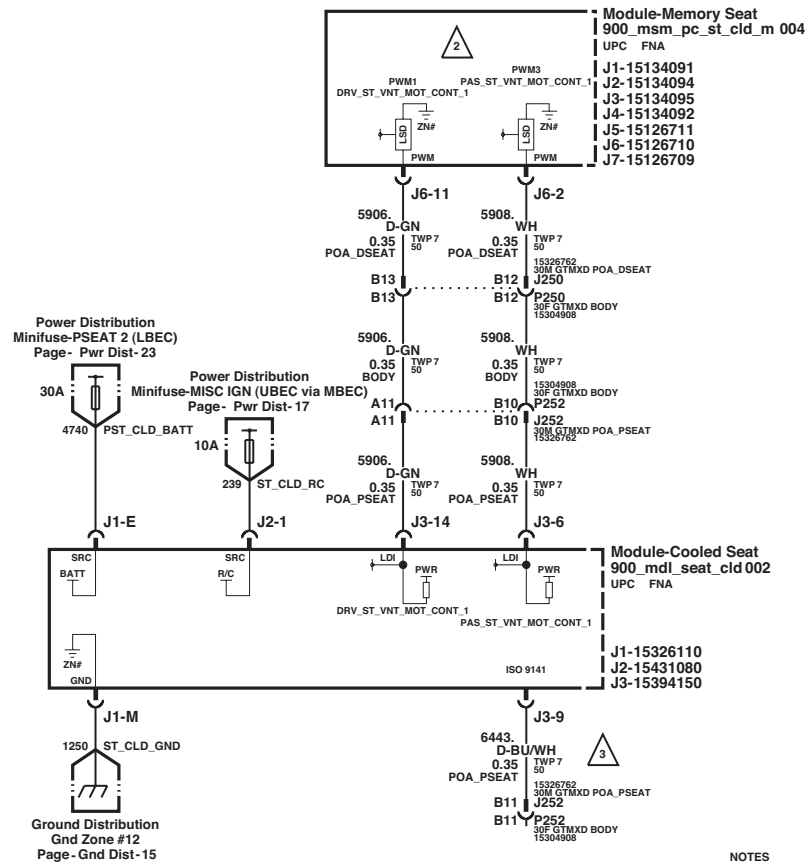 Module-Memory Seat
900_msm_pc_st_cld_m 004
UPC FNA
J1-15134091
J2-15134094
J3-15134095
J4-15134092
J5-15126711
J6-15126710
J7-15126709
2
PWM1
DRV_ST_VNT_MOT_CONT_1
PWM3
PAS_ST_VNT_MOT_CONT_1
LSD
ZN#
PWM
LSD
ZN#
PWM
J6-11
J6-2
5906.
D-GN
0.35
POA_DSEAT
TWP 7
50
5908.
WH
0.35
POA_DSEAT
TWP 7
50
15326762
30M GTMXD POA_DSEAT
B13
B12 J250
B13
B12 P250
30F GTMXD BODY
15304908
Power Distribution
Minifuse-PSEAT 2 (LBEC)
Page- Pwr Dist-23
30A
4740 PST_CLD_BATT
Power Distribution
Minifuse-MISC IGN (UBEC via MBEC)
Page- Pwr Dist-17
10A
239 ST_CLD_RC
5906.
D-GN
0.35
BODY
TWP 7
50
5908.
WH
0.35
BODY
TWP 7
50
15304908
30F GTMXD BODY
A11
B10 P252
A11
B10 J252
30M GTMXD POA_PSEAT
15326762
5906.
D-GN
0.35
POA_PSEAT
TWP 7
50
5908.
WH
0.35
POA_PSEAT
TWP 7
50
J1-E
J2-1
J3-14
J3-6
SRC
BATT
SRC
R/C
LDI
PWR
DRV_ST_VNT_MOT_CONT_1
LDI
PWR
PAS_ST_VNT_MOT_CONT_1
Module-Cooled Seat
900_mdl_seat_cld 002
UPC FNA
ZN#
GND
ISO 9141
J1-15326110
J2-15431080
J3-15394150
J1-M
J3-9
1250 ST_CLD_GND
Ground Distribution
Gnd Zone #12
Page-Gnd Dist-15
6443.
D-BU/WH
0.35
POA_PSEAT
TWP 7
50
3
15326762
30M GTMXD POA_PSEAT
B11 J252
B11 P252
30F GTMXD BODY
15304908
NOTES